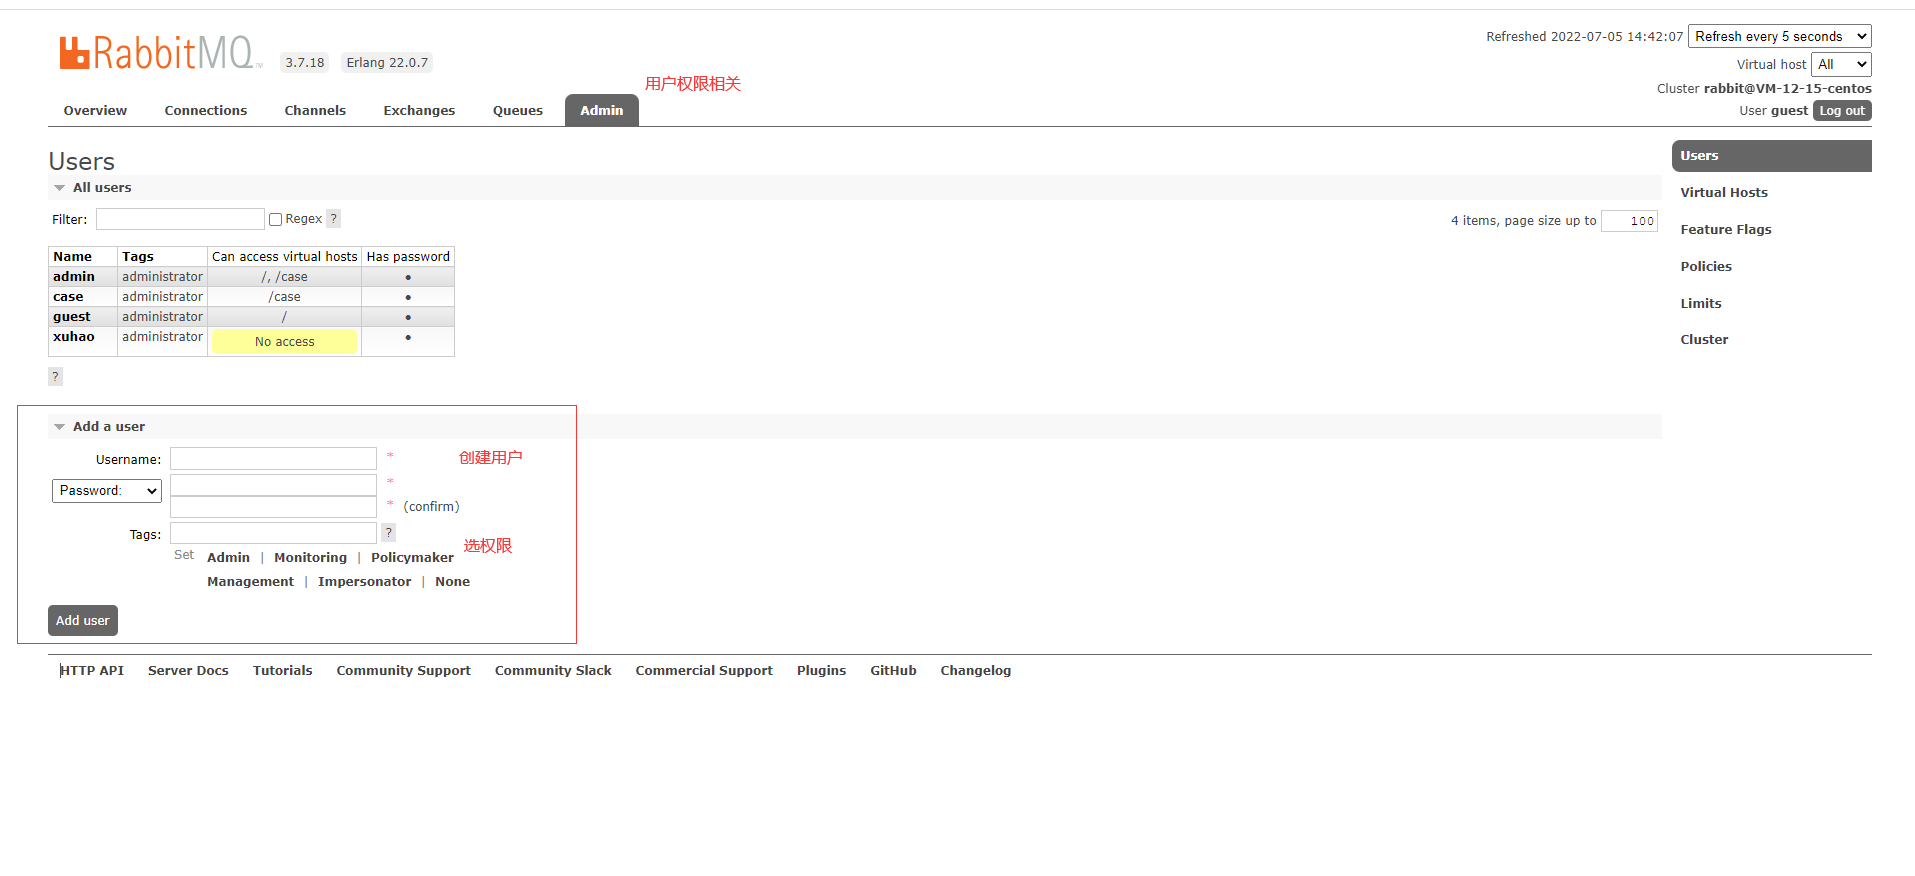 RabbitMQ TM 3.7.18 Erlang 22.0.7
Refreshed 2022-07-05 14:42:07 Refresh every 5 seconds
Virtual host All
Cluster rabbit@VM-12-15-centos
User guest Log out
用户权限相关
Overview Connections Channels Exchanges Queues Admin
Users
All users
Filter: Regex ?
4 items, page size up to 100
Name Tags Can access virtual hosts Has password
admin administrator /, /case ●
case administrator /case ●
guest administrator / ●
xuhao administrator No access ●
?
Add a user
Username: * 创建用户
Password: *
* (confirm)
Tags: ?
选权限
Set Admin | Monitoring | Policymaker
Management | Impersonator | None
Add user
Users
Virtual Hosts
Feature Flags
Policies
Limits
Cluster
HTTP API Server Docs Tutorials Community Support Community Slack Commercial Support Plugins GitHub Changelog